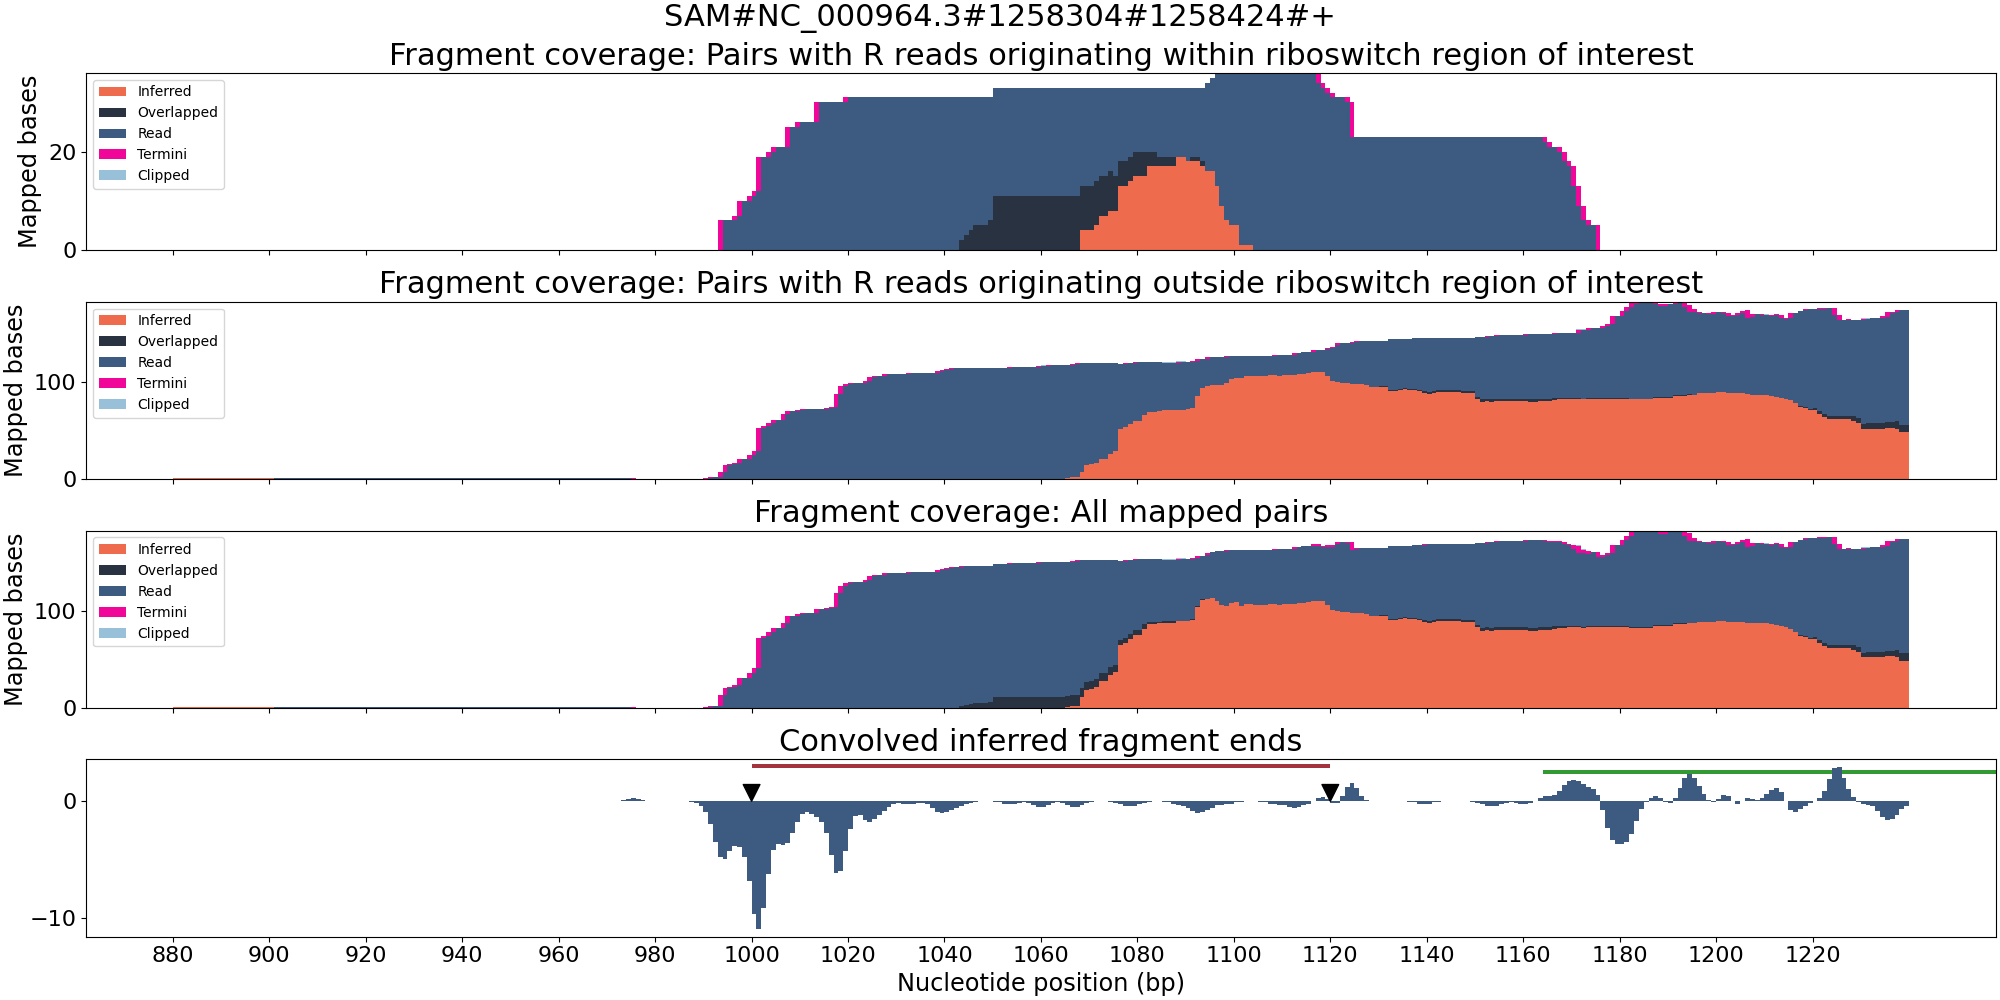 SAM#NC_000964.3#1258304#1258424#+
Fragment coverage: Pairs with R reads originating within riboswitch region of interest
Mapped bases
20
0
Inferred
Overlapped
Read
Termini
Clipped
Fragment coverage: Pairs with R reads originating outside riboswitch region of interest
Mapped bases
100
0
Inferred
Overlapped
Read
Termini
Clipped
Fragment coverage: All mapped pairs
Mapped bases
100
0
Inferred
Overlapped
Read
Termini
Clipped
Convolved inferred fragment ends
0
−10
880 900 920 940 960 980 1000 1020 1040 1060 1080 1100 1120 1140 1160 1180 1200 1220
Nucleotide position (bp)